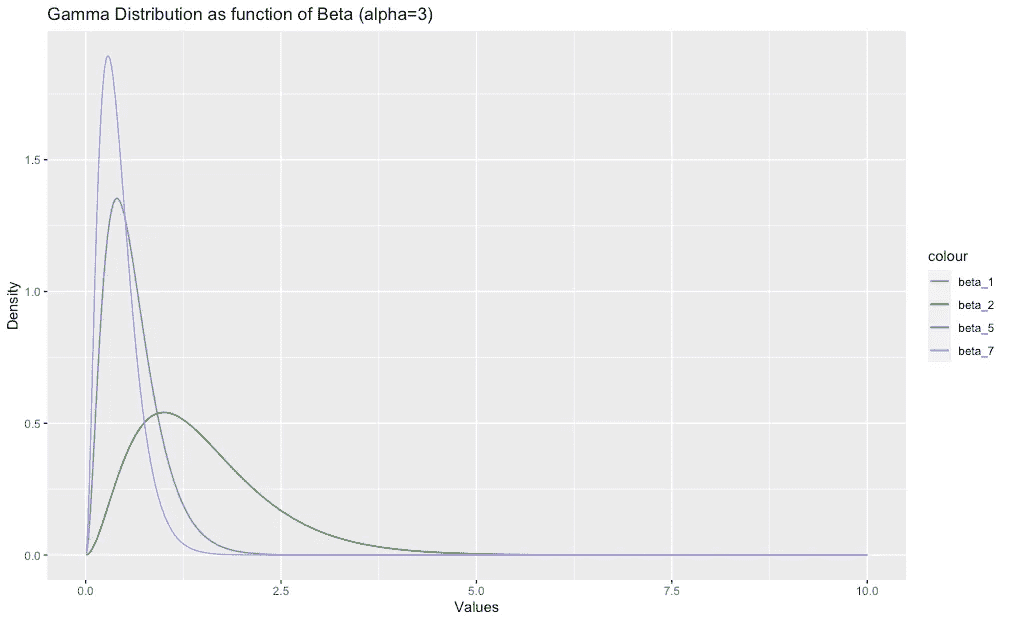 Gamma Distribution as function of Beta (alpha=3)
Density
1.5
1.0
0.5
0.0
0.0 2.5 5.0 7.5 10.0
Values
colour
beta_1
beta_2
beta_5
beta_7